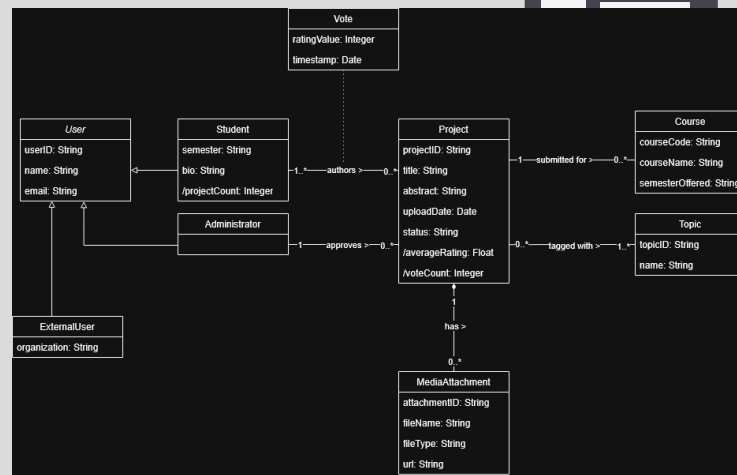 Vote
ratingValue: Integer
timestamp: Date
User
userID: String
name: String
email: String
Student
semester: String
bio: String
/projectCount: Integer
1..*
authors >
0..*
Administrator
1
approves >
0..*
Project
projectID: String
title: String
abstract: String
uploadDate: Date
status: String
/averageRating: Float
/voteCount: Integer
1
submitted for >
0..*
Course
courseCode: String
courseName: String
semesterOffered: String
0..*
tagged with >
1..*
Topic
topicID: String
name: String
ExternalUser
organization: String
1
has >
0..*
MediaAttachment
attachmentID: String
fileName: String
fileType: String
url: String